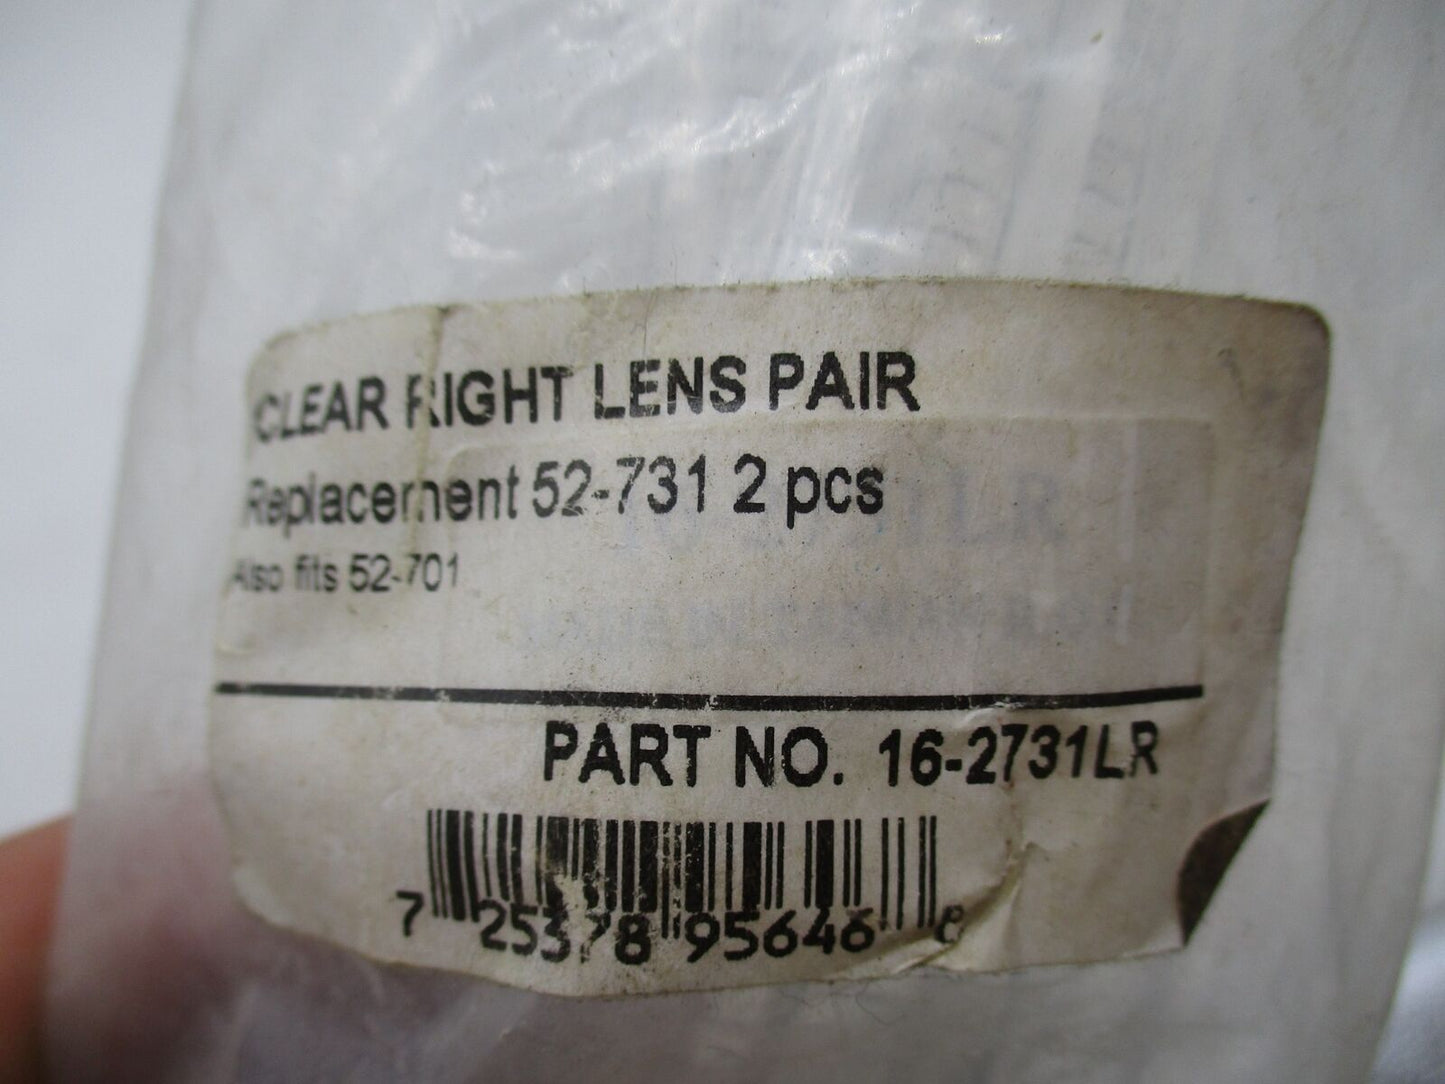 CLEAR RIGHT LENS PAIR
Replacement 52-731 2 pcs
Also fits 52-701
PART NO. 16-2731LR
7 25378 95646 8